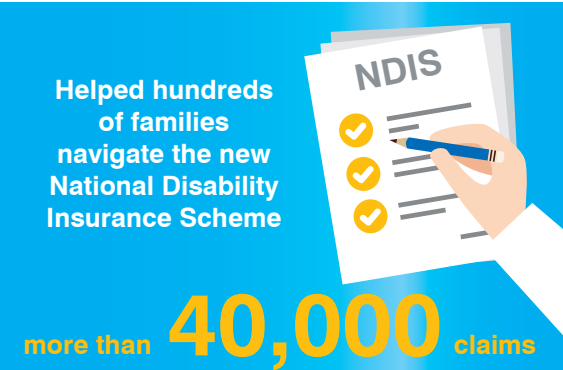 NDIS
Helped hundreds
of families
navigate the new
National Disability
Insurance Scheme
more than 40,000 claims